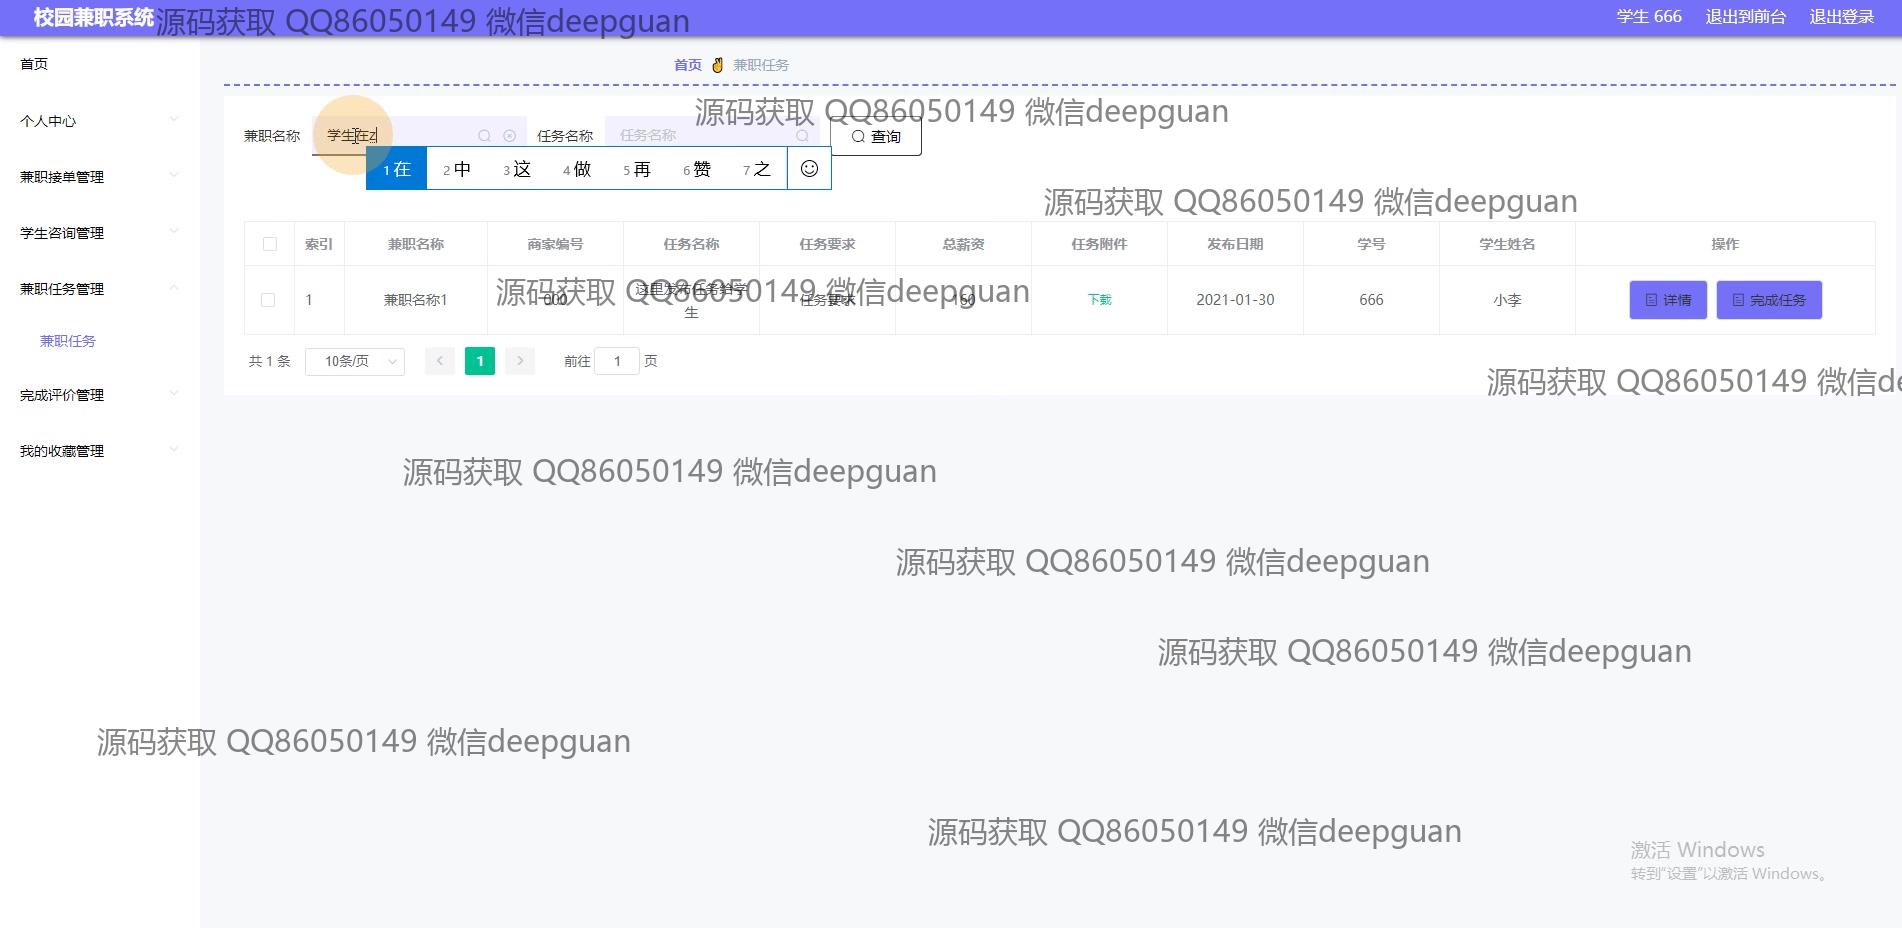 校园兼职系统
源码获取 QQ86050149 微信deepguan
学生 666 退出到前台 退出登录
首页
个人中心
兼职接单管理
学生咨询管理
兼职任务管理
兼职任务
完成评价管理
我的收藏管理
首页 兼职任务
源码获取 QQ86050149 微信deepguan
兼职名称 学生在z 任务名称 任务名称 查询
1 在 2 中 3 这 4 做 5 再 6 赞 7 之
源码获取 QQ86050149 微信deepguan
索引 兼职名称 商家编号 任务名称 任务要求 总薪资 任务附件 发布日期 学号 学生姓名 操作
源码获取 QQ86050149 微信deepguan
1 兼职名称1 000 这里发布任务给学 任务要求 160 下载 2021-01-30 666 小李 详情 完成任务
生
共 1 条 10条/页 1 前往 1 页
源码获取 QQ86050149 微信de
源码获取 QQ86050149 微信deepguan
源码获取 QQ86050149 微信deepguan
源码获取 QQ86050149 微信deepguan
源码获取 QQ86050149 微信deepguan
源码获取 QQ86050149 微信deepguan
激活 Windows
转到"设置"以激活 Windows。